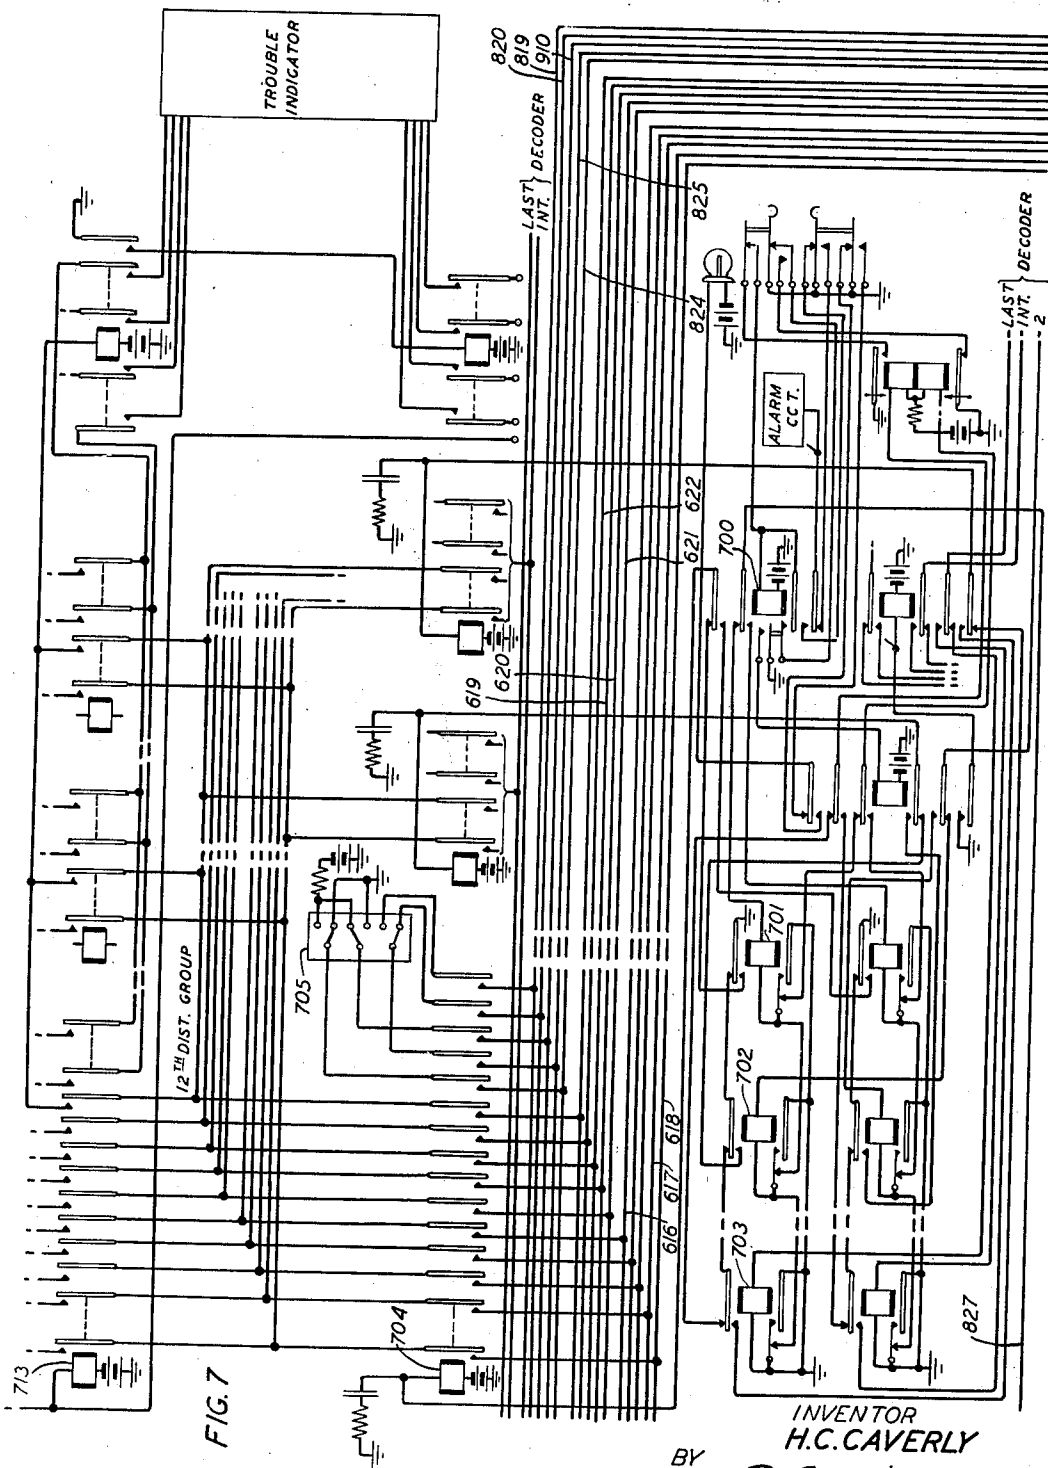 TROUBLE
INDICATOR
820
819
910
LAST
INT.
DECODER
825
824
LAST
INT.
2
DECODER
ALARM
CCT.
622
621
700
620
619
705
12TH DIST. GROUP
701
702
703
618
617
616
713
704
827
FIG. 7
INVENTOR
H.C. CAVERLY
BY